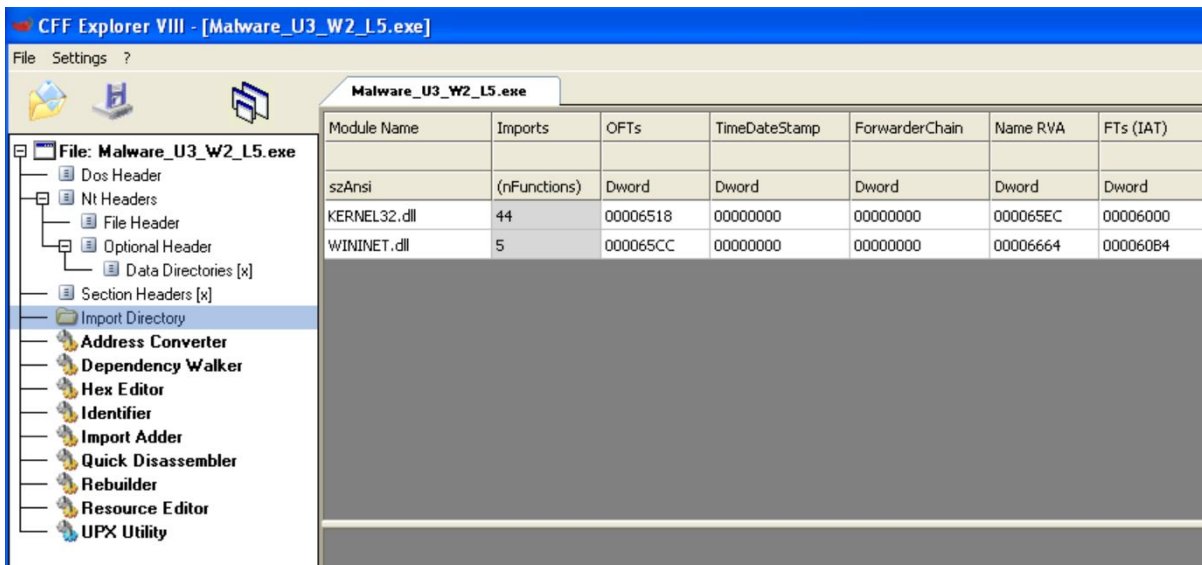 CFF Explorer VIII - [Malware_U3_W2_L5.exe]
File Settings ?
Malware_U3_W2_L5.exe
File: Malware_U3_W2_L5.exe
Dos Header
Nt Headers
File Header
Optional Header
Data Directories [x]
Section Headers [x]
Import Directory
Address Converter
Dependency Walker
Hex Editor
Identifier
Import Adder
Quick Disassembler
Rebuilder
Resource Editor
UPX Utility
Module Name Imports OFTs TimeDateStamp ForwarderChain Name RVA FTs (IAT)
szAnsi (nFunctions) Dword Dword Dword Dword Dword
KERNEL32.dll 44 00006518 00000000 00000000 000065EC 00006000
WININET.dll 5 000065CC 00000000 00000000 00006664 000060B4